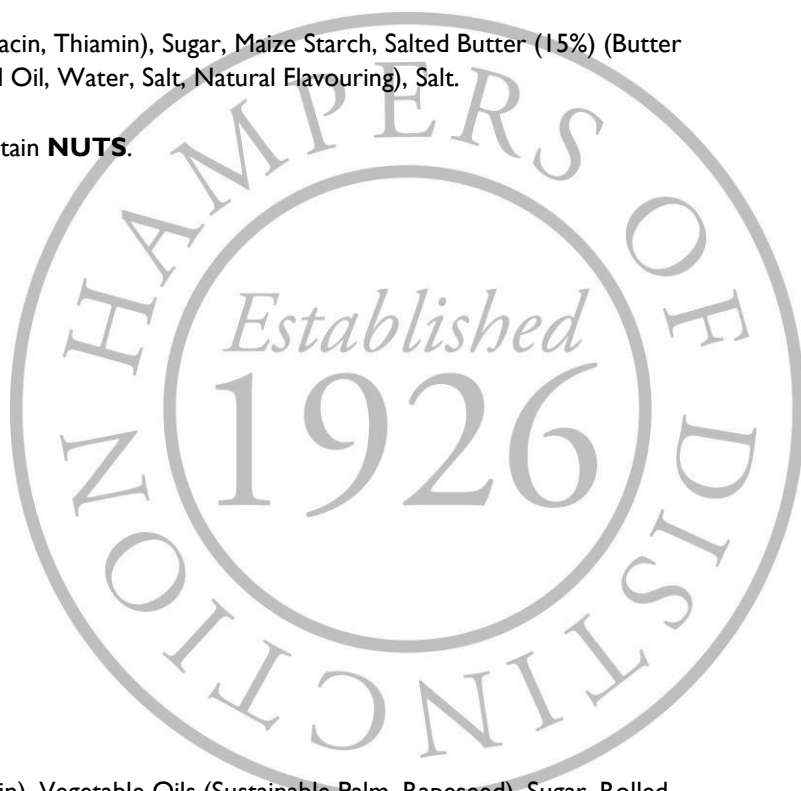 acin, Thiamin), Sugar, Maize Starch, Salted Butter (15%) (Butter
l Oil, Water, Salt, Natural Flavouring), Salt.
tain NUTS.
HAMPERS OF DISTINCTION
Established
1926
in), Vegetable Oils (Sustainable Palm, Rapeseed), Sugar, Rolled